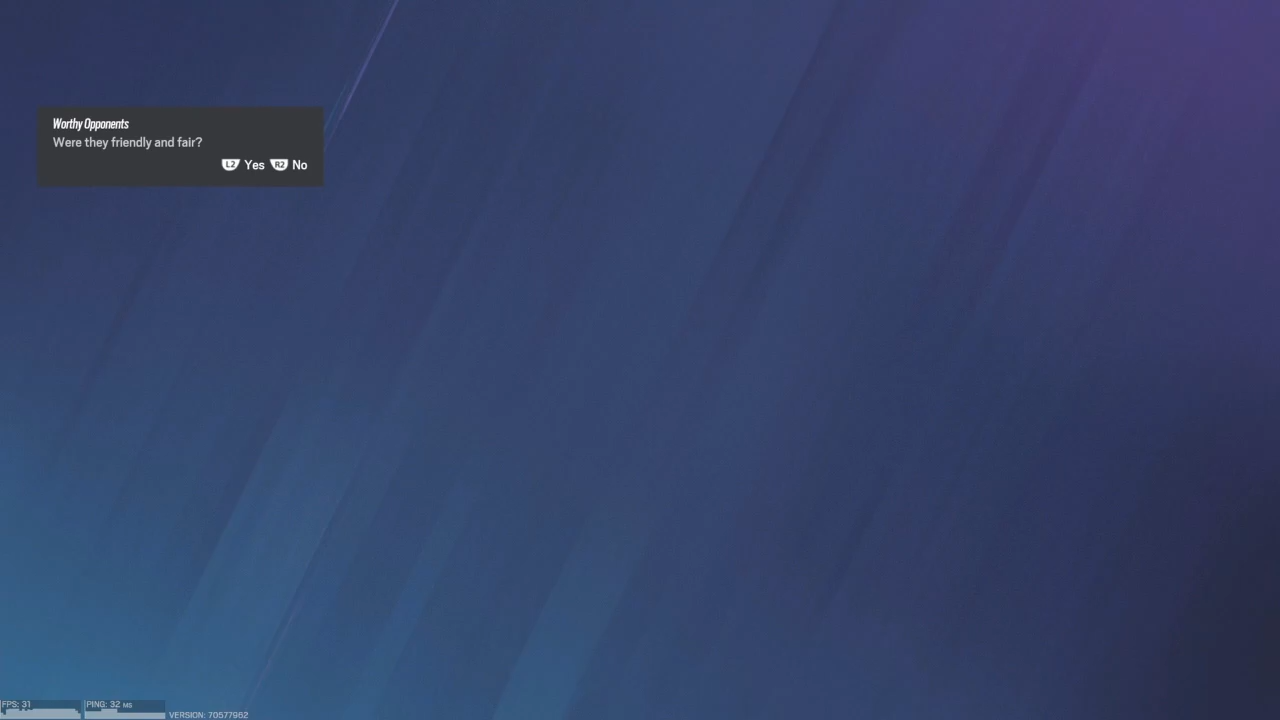 Worthy Opponents
Were they friendly and fair?
L2 Yes R2 No
FPS: 31 PING: 32 MS
VERSION: 70577962